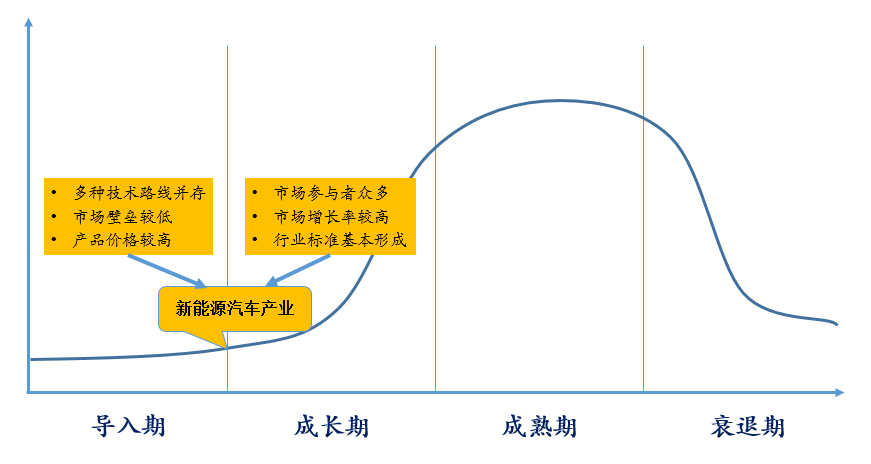 • 多种技术路线并存
• 市场壁垒较低
• 产品价格较高
• 市场参与者众多
• 市场增长率较高
• 行业标准基本形成
新能源汽车产业
导入期
成长期
成熟期
衰退期